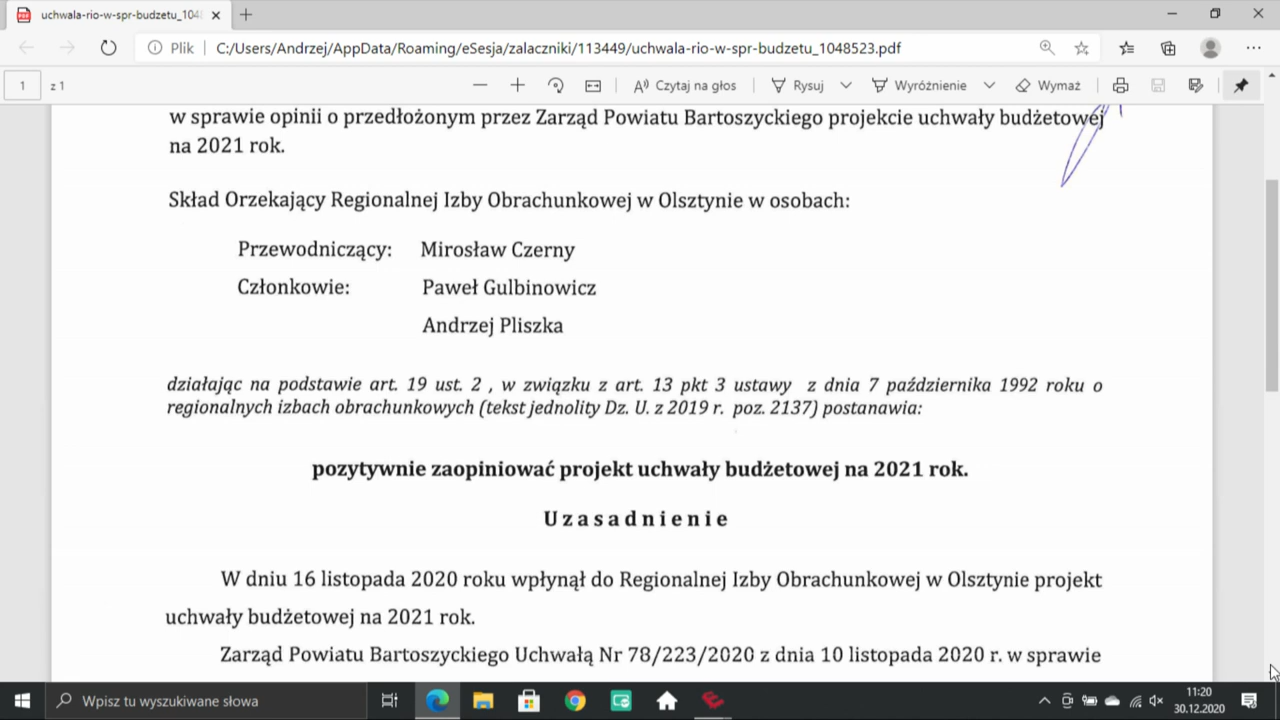 uchwala-rio-w-spr-budzetu_104
Plik
C:/Users/Andrzej/AppData/Roaming/eSesja/zalaczniki/113449/uchwala-rio-w-spr-budzetu_1048523.pdf
1 z 1
Czytaj na głos
Rysuj
Wyróżnienie
Wymaż
w sprawie opinii o przedłożonym przez Zarząd Powiatu Bartoszyckiego projekcie uchwały budżetowej
na 2021 rok.
Skład Orzekający Regionalnej Izby Obrachunkowej w Olsztynie w osobach:
Przewodniczący: Mirosław Czerny
Członkowie: Paweł Gulbinowicz
Andrzej Pliszka
działając na podstawie art. 19 ust. 2 , w związku z art. 13 pkt 3 ustawy z dnia 7 października 1992 roku o
regionalnych izbach obrachunkowych (tekst jednolity Dz. U. z 2019 r. poz. 2137) postanawia:
pozytywnie zaopiniować projekt uchwały budżetowej na 2021 rok.
U z a s a d n i e n i e
W dniu 16 listopada 2020 roku wpłynął do Regionalnej Izby Obrachunkowej w Olsztynie projekt
uchwały budżetowej na 2021 rok.
Zarząd Powiatu Bartoszyckiego Uchwałą Nr 78/223/2020 z dnia 10 listopada 2020 r. w sprawie
Wpisz tu wyszukiwane słowa
11:20
30.12.2020